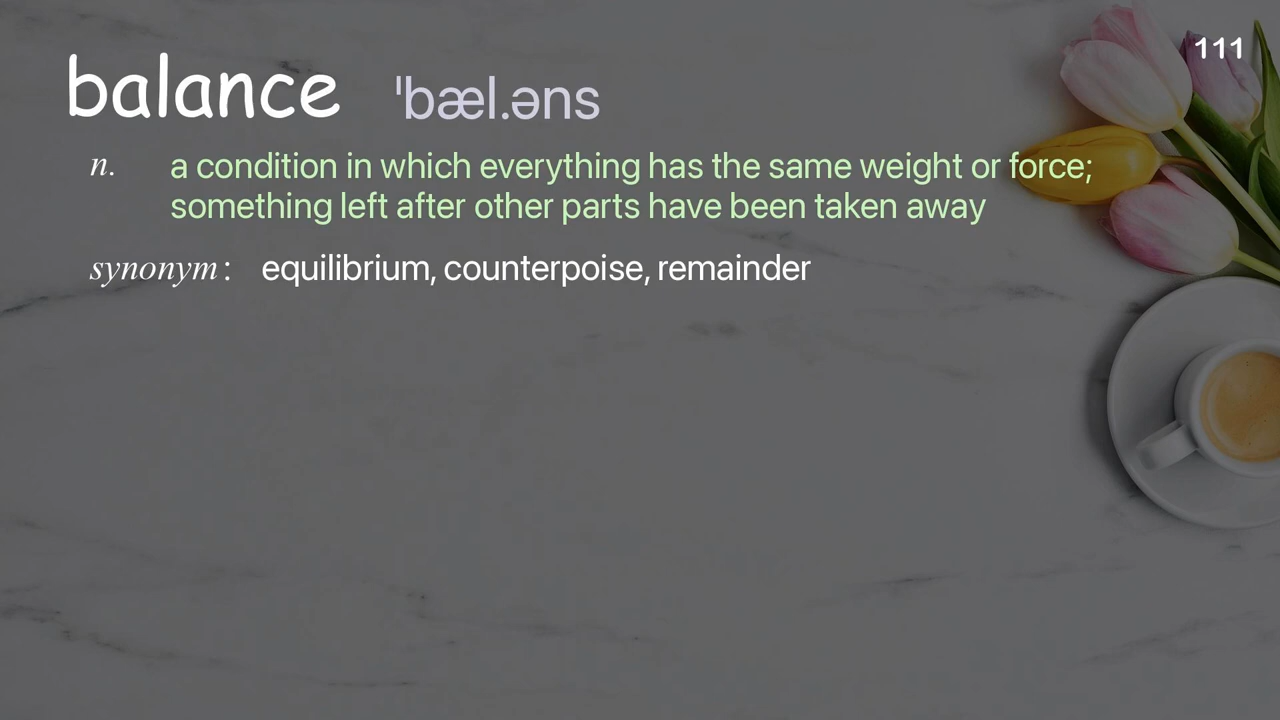 111
balance ˈbæl.əns
n. a condition in which everything has the same weight or force;
something left after other parts have been taken away
synonym: equilibrium, counterpoise, remainder